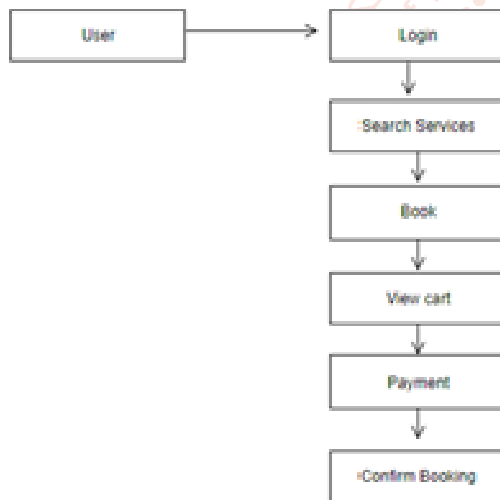 User
Login
Search Services
Book
View cart
Payment
Confirm Booking